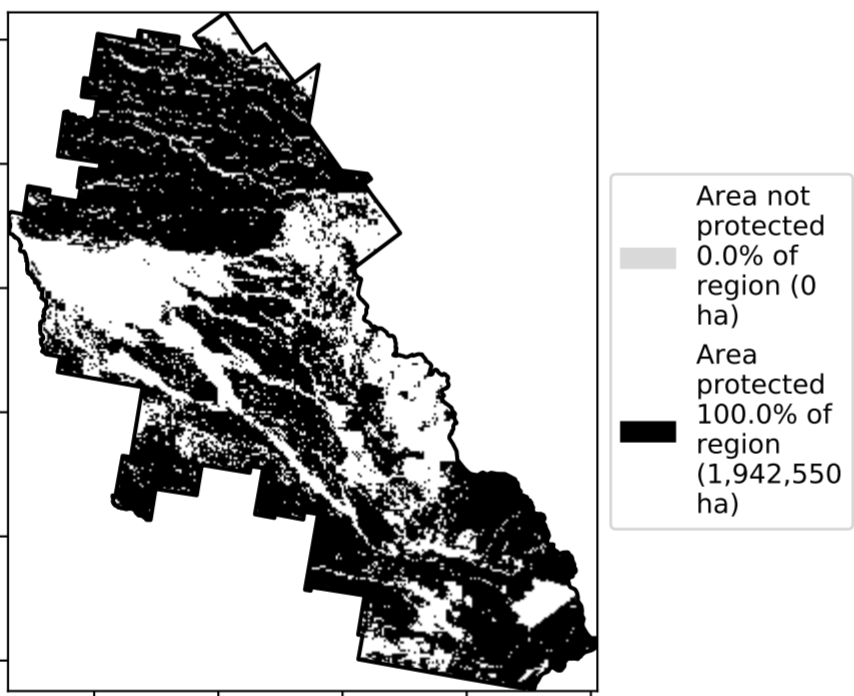 Area not
protected
0.0% of
region (0
ha)
Area
protected
100.0% of
region
(1,942,550
ha)